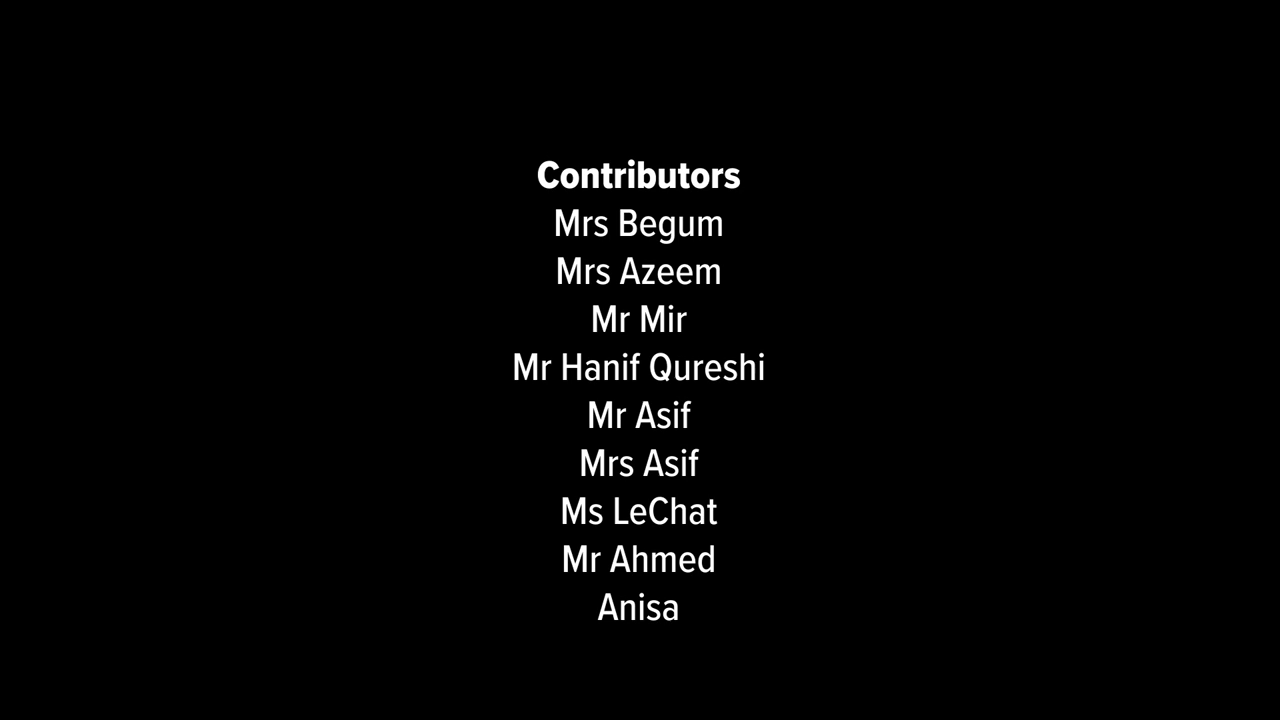 Contributors
Mrs Begum
Mrs Azeem
Mr Mir
Mr Hanif Qureshi
Mr Asif
Mrs Asif
Ms LeChat
Mr Ahmed
Anisa